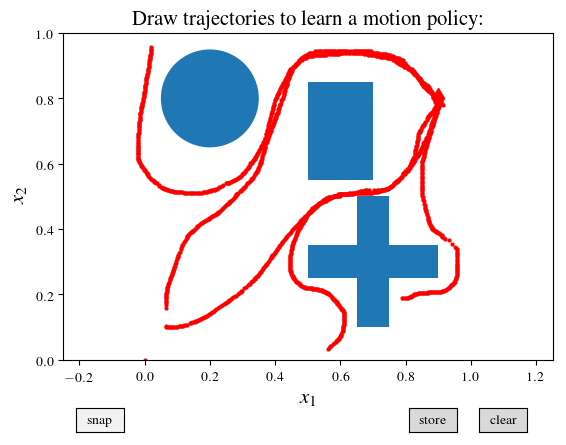 Draw trajectories to learn a motion policy:
1.0
0.8
0.6
0.4
0.2
0.0
x₂
−0.2 0.0 0.2 0.4 0.6 0.8 1.0 1.2
x₁
snap store clear